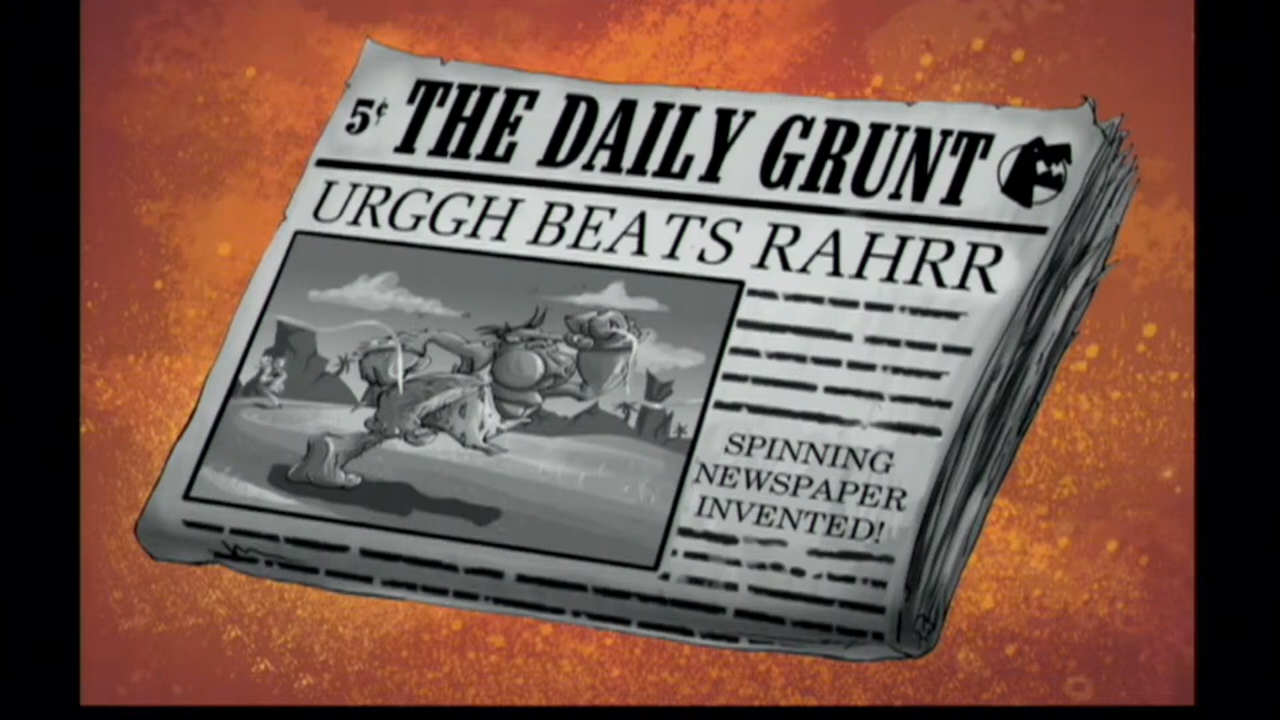 5¢ THE DAILY GRUNT
URGGH BEATS RAHRR
SPINNING
NEWSPAPER
INVENTED!